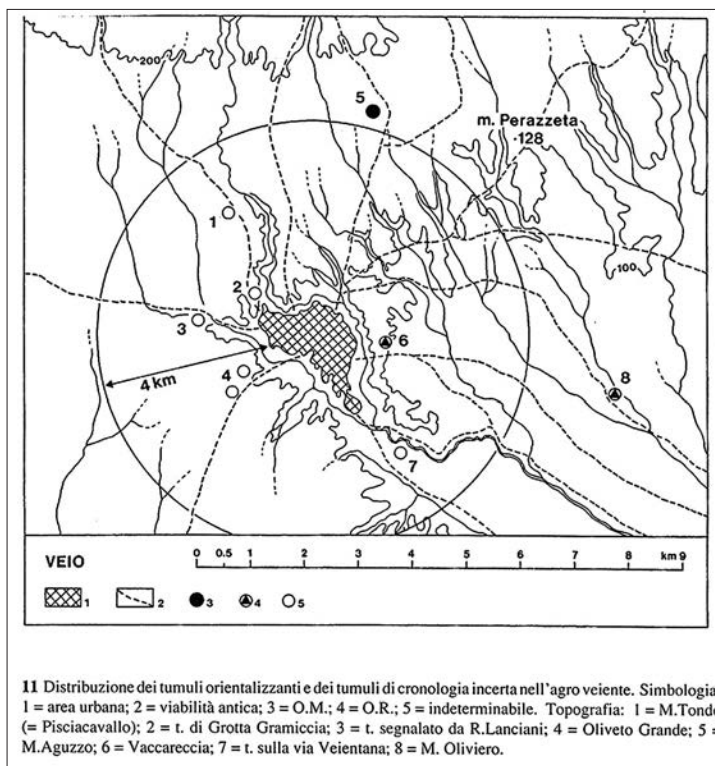 200
5
m. Perazzeta
128
1
100
2
3
6
4 km
4
8
7
VEIO
0 0.5 1 2 3 4 5 6 7 8 km 9
1 2 3 4 5
11 Distribuzione dei tumuli orientalizzanti e dei tumuli di cronologia incerta nell'agro veiente. Simbologia
1 = area urbana; 2 = viabilità antica; 3 = O.M.; 4 = O.R.; 5 = indeterminable. Topografia: 1 = M.Tondo
(= Pisciacavallo); 2 = t. di Grotta Gramiccia; 3 = t. segnalato da R.Lanciani; 4 = Oliveto Grande; 5 =
M.Aguzzo; 6 = Vaccareccia; 7 = t. sulla via Veientana; 8 = M. Oliviero.